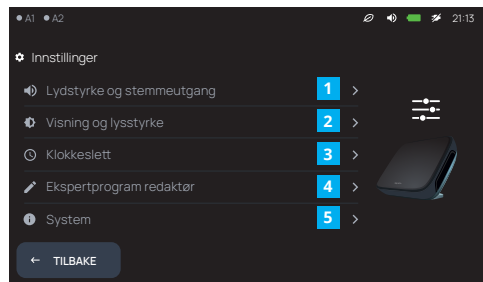 A1 A2 21:13
Innstillinger
Lydstyrke og stemmeutgang 1
Visning og lysstyrke 2
Klokkeslett 3
Ekspertprogram redaktør 4
System 5
← TILBAKE